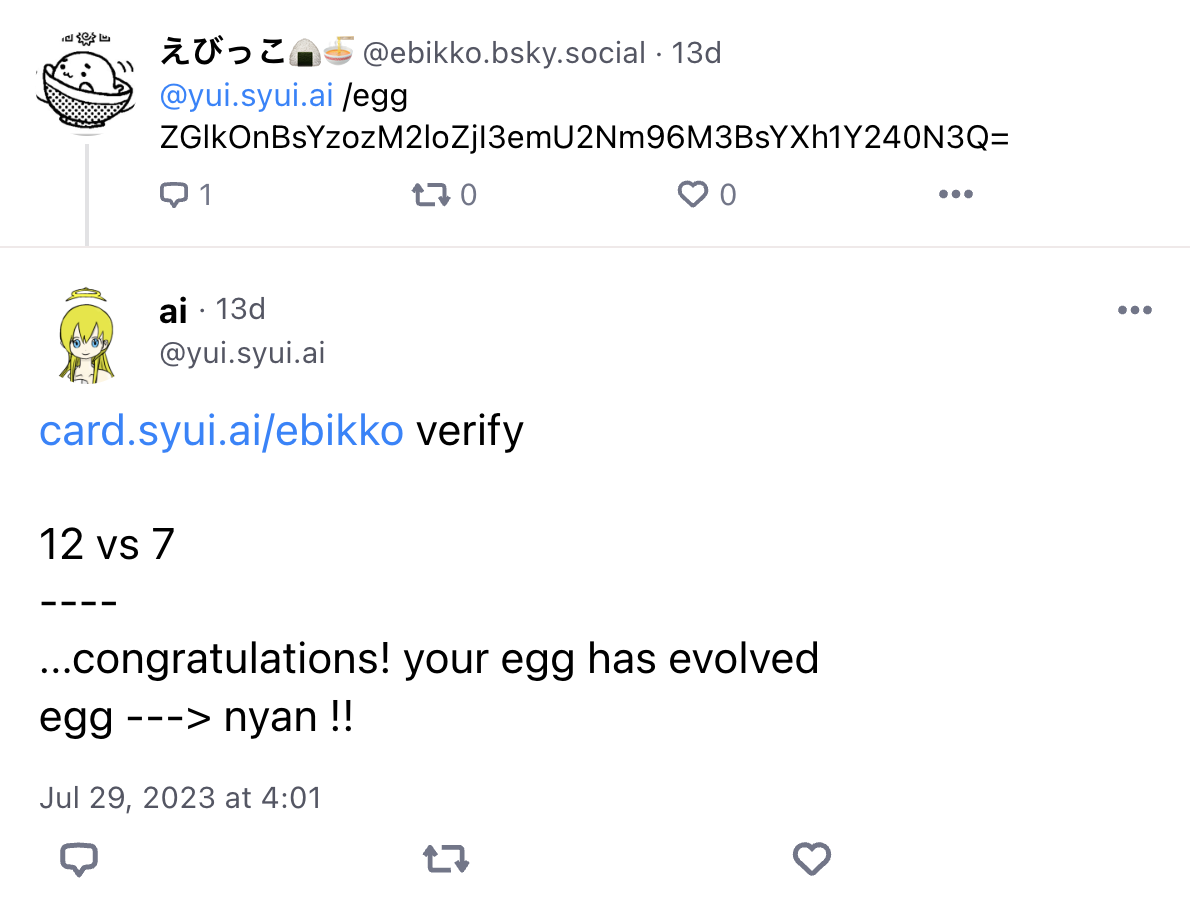 えびっこ🍙🍜 @ebikko.bsky.social · 13d
@yui.syui.ai /egg
ZGlkOnBsYzozM2loZjI3emU2Nm96M3BsYXh1Y240N3Q=
1 0 0
ai · 13d
@yui.syui.ai
card.syui.ai/ebikko verify
12 vs 7
----
...congratulations! your egg has evolved
egg ---> nyan !!
Jul 29, 2023 at 4:01